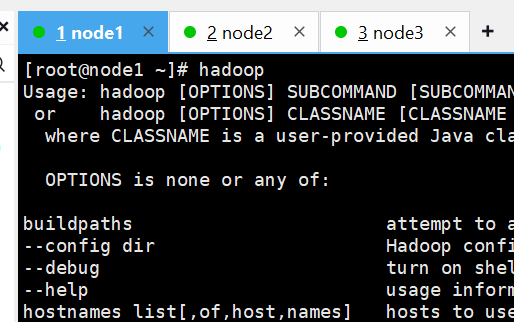 1 node1
2 node2
3 node3
[root@node1 ~]# hadoop
Usage: hadoop [OPTIONS] SUBCOMMAND [SUBCOMMAN
or hadoop [OPTIONS] CLASSNAME [CLASSNAME
where CLASSNAME is a user-provided Java cla
OPTIONS is none or any of:
buildpaths attempt to a
--config dir Hadoop confi
--debug turn on shel
--help usage inform
hostnames list[,of,host,names] hosts to use